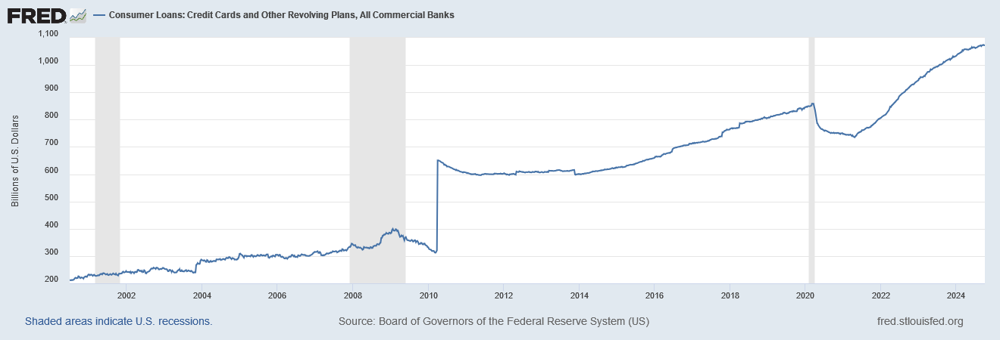 FRED Consumer Loans: Credit Cards and Other Revolving Plans, All Commercial Banks
Billions of U.S. Dollars
1,100
1,000
900
800
700
600
500
400
300
200
2002 2004 2006 2008 2010 2012 2014 2016 2018 2020 2022 2024
Shaded areas indicate U.S. recessions. Source: Board of Governors of the Federal Reserve System (US) fred.stlouisfed.org